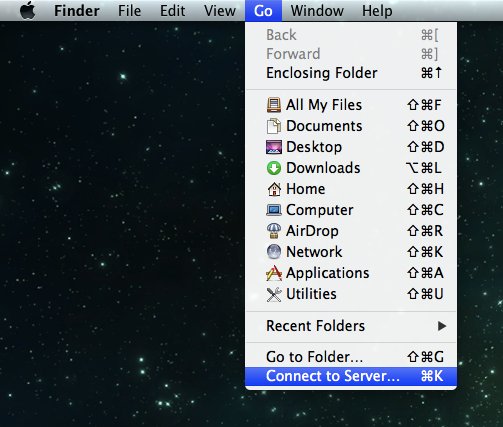 Finder File Edit View Go Window Help
Back ⌘[
Forward ⌘]
Enclosing Folder ⌘↑
All My Files ⇧⌘F
Documents ⇧⌘O
Desktop ⇧⌘D
Downloads ⌥⌘L
Home ⇧⌘H
Computer ⇧⌘C
AirDrop ⇧⌘R
Network ⇧⌘K
Applications ⇧⌘A
Utilities ⇧⌘U
Recent Folders ▶
Go to Folder... ⇧⌘G
Connect to Server... ⌘K